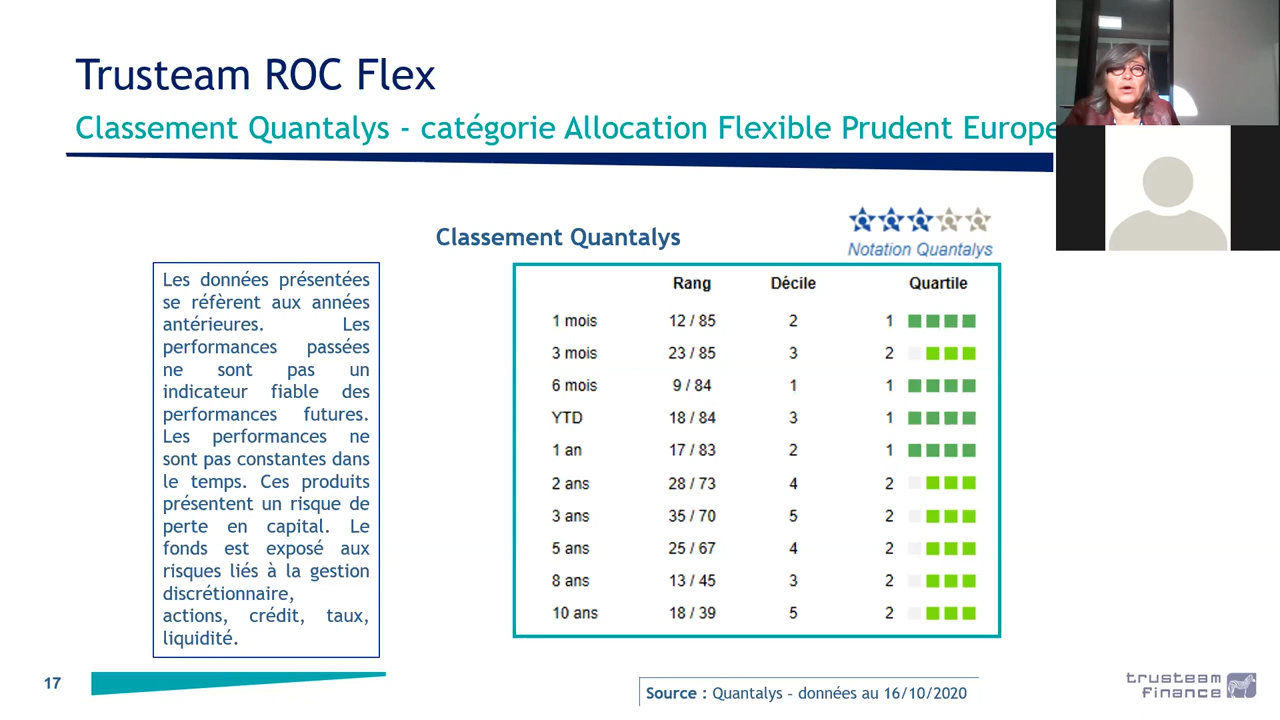 Trusteam ROC Flex
Classement Quantalys - catégorie Allocation Flexible Prudent Europe
Classement Quantalys
Notation Quantalys
Les données présentées
se réfèrent aux années
antérieures. Les
performances passées
ne sont pas un
indicateur fiable des
performances futures.
Les performances ne
sont pas constantes dans
le temps. Ces produits
présentent un risque de
perte en capital. Le
fonds est exposé aux
risques liés à la gestion
discrétionnaire,
actions, crédit, taux,
liquidité.
Rang Décile Quartile
1 mois 12 / 85 2 1
3 mois 23 / 85 3 2
6 mois 9 / 84 1 1
YTD 18 / 84 3 1
1 an 17 / 83 2 1
2 ans 28 / 73 4 2
3 ans 35 / 70 5 2
5 ans 25 / 67 4 2
8 ans 13 / 45 3 2
10 ans 18 / 39 5 2
17
Source : Quantalys – données au 16/10/2020
trusteam
finance